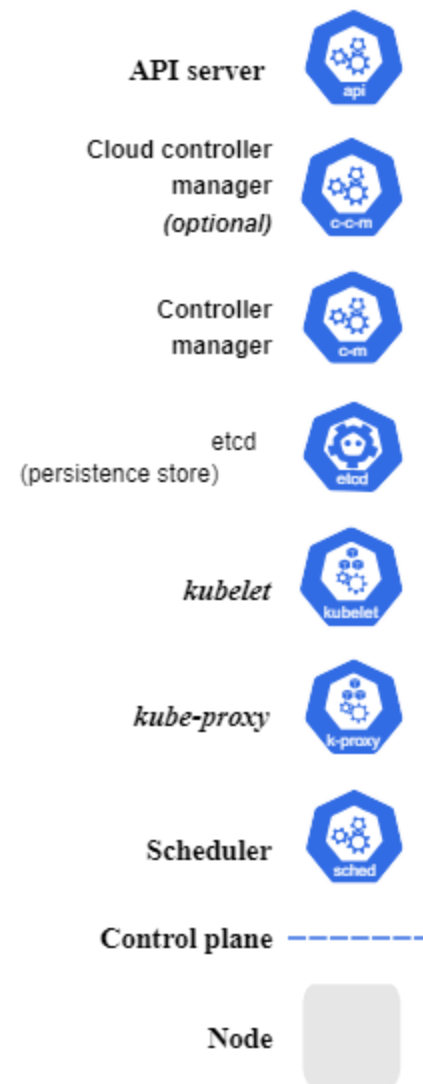 API server
api
Cloud controller
manager
(optional)
c-c-m
Controller
manager
c-m
etcd
(persistence store)
etcd
kubelet
kubelet
kube-proxy
k-proxy
Scheduler
sched
Control plane
Node